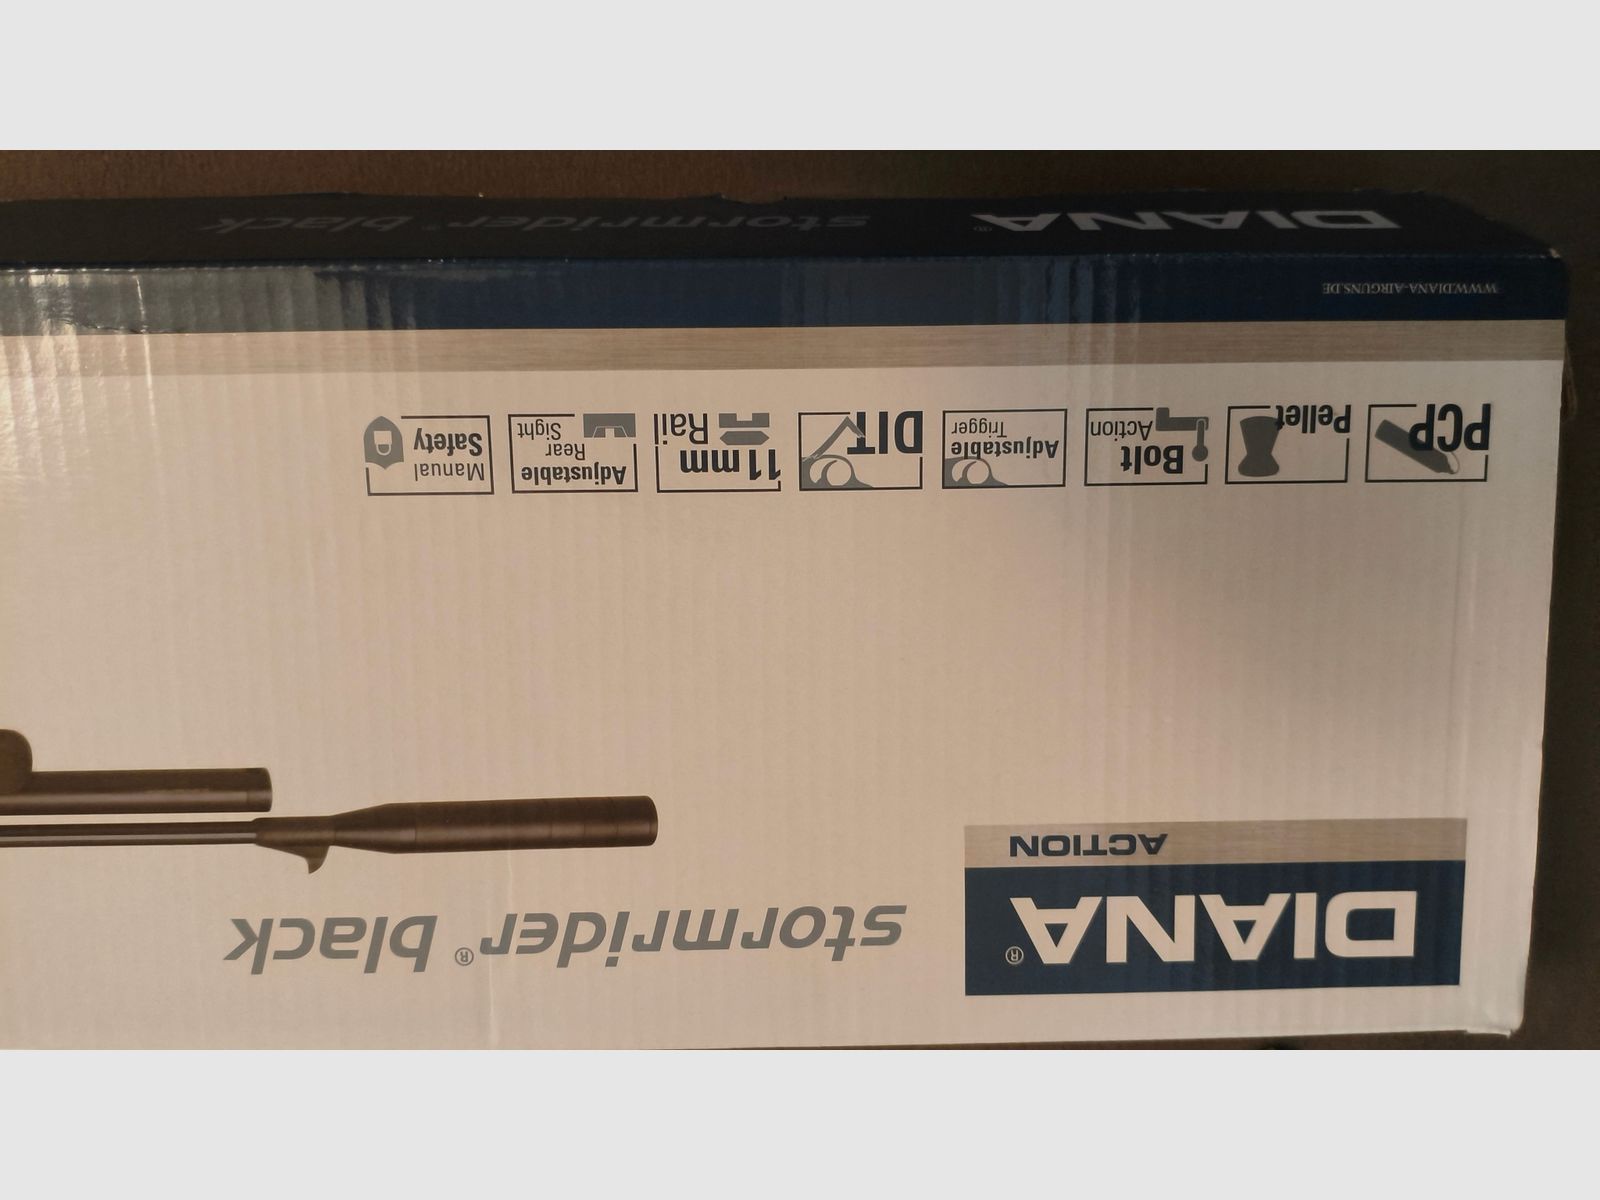 DIANA®
ACTION
stormrider® black
Manual
Safety
Adjustable
Rear
Sight
11mm
Rail
DIT
Adjustable
Trigger
Bolt
Action
Pellet
PCP
WWW.DIANA-AIRGUNS.DE
DIANA®
stormrider® black